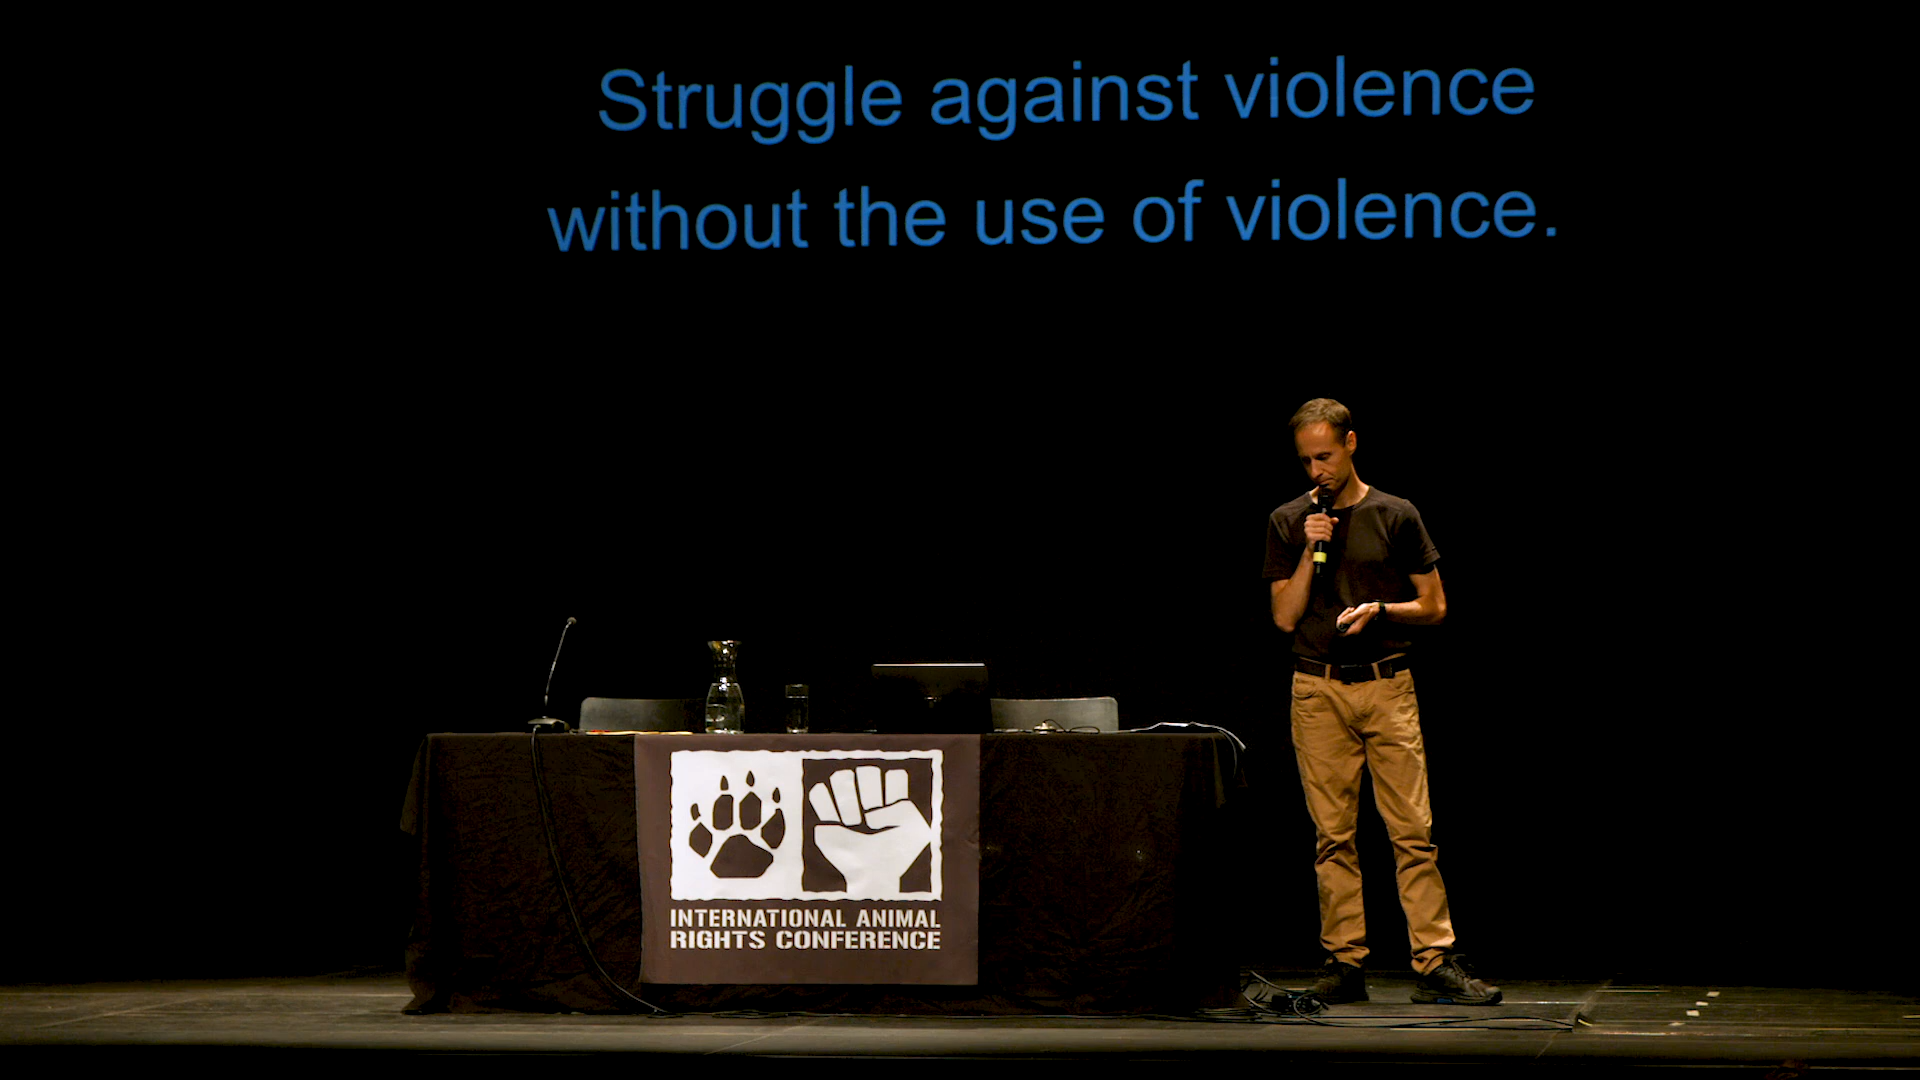 Struggle against violence
without the use of violence.
INTERNATIONAL ANIMAL
RIGHTS CONFERENCE